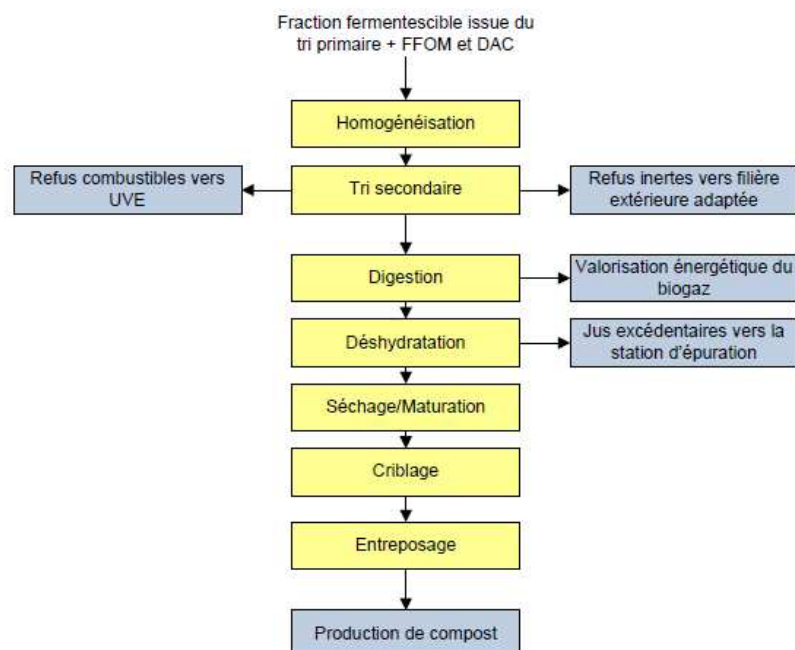 Fraction fermentescible issue du
tri primaire + FFOM et DAC
Homogénéisation
Refus combustibles vers
UVE
Tri secondaire
Refus inertes vers filière
extérieure adaptée
Digestion
Valorisation énergétique du
biogaz
Déshydratation
Jus excédentaires vers la
station d'épuration
Séchage/Maturation
Criblage
Entreposage
Production de compost